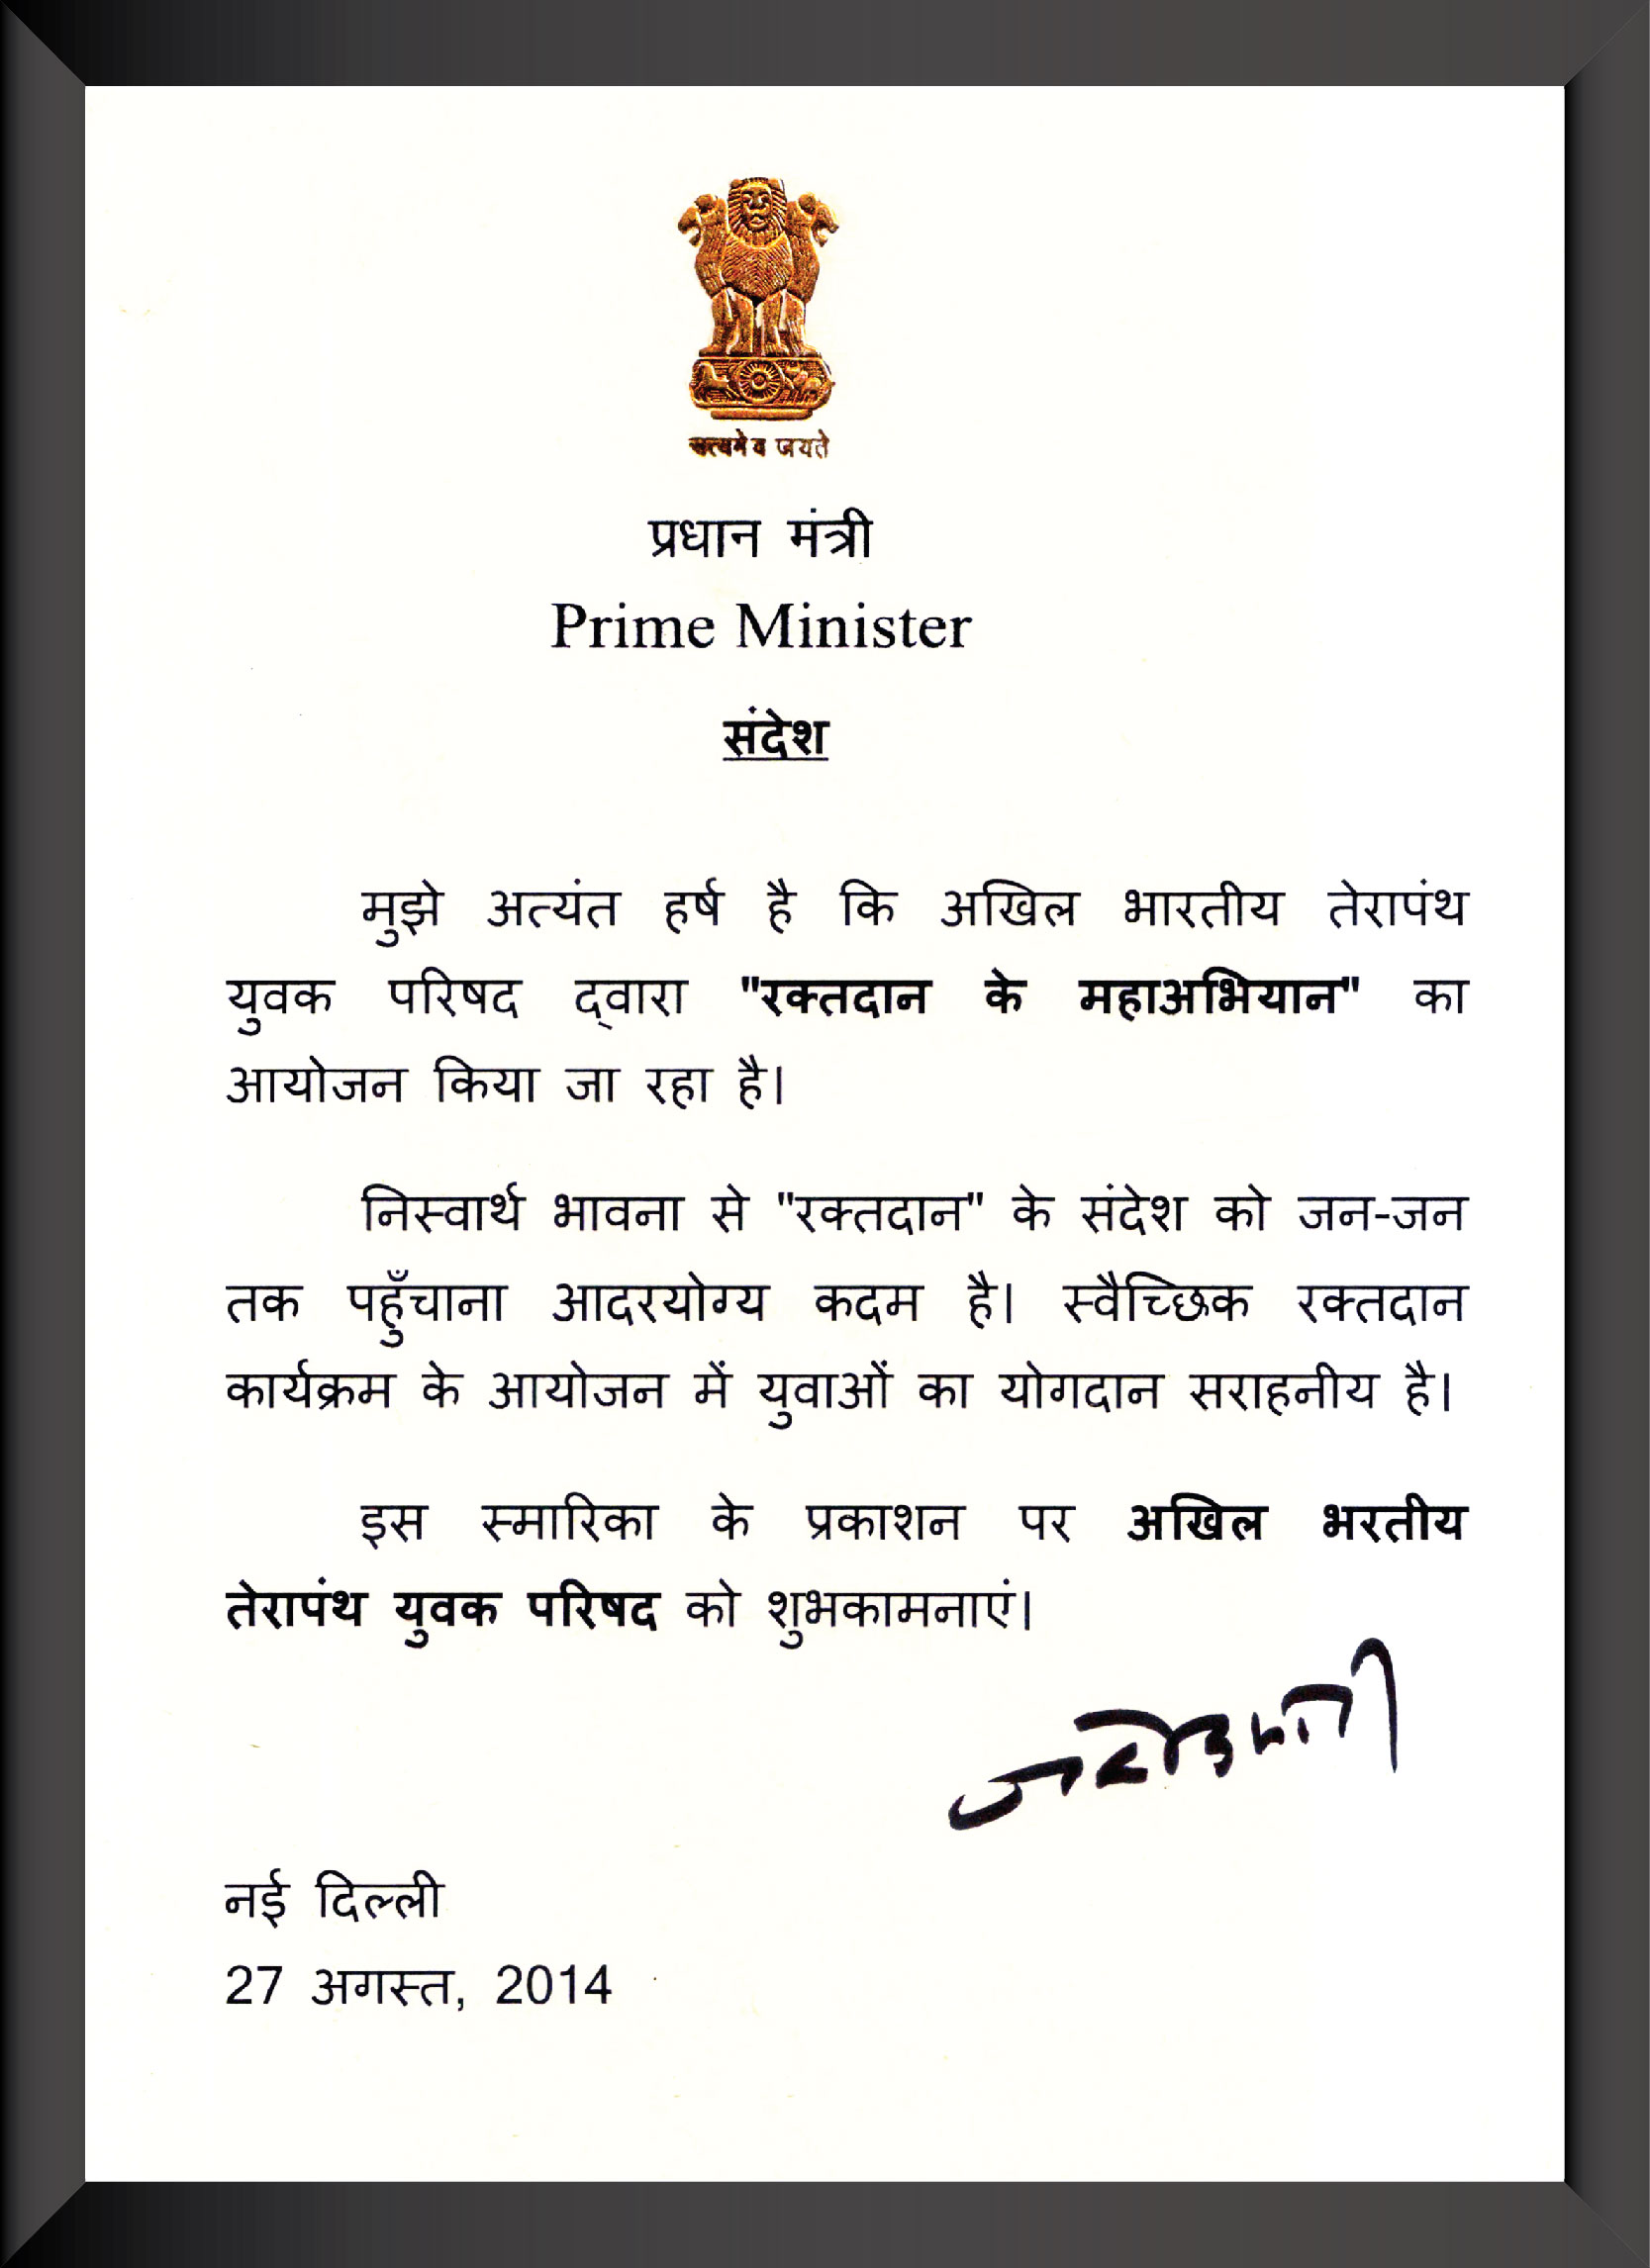 सत्यमेव जयते
प्रधान मंत्री
Prime Minister
संदेश
मुझे अत्यंत हर्ष है कि अखिल भारतीय तेरापंथ
युवक परिषद द्वारा "रक्तदान के महाअभियान" का
आयोजन किया जा रहा है।
निस्वार्थ भावना से "रक्तदान" के संदेश को जन-जन
तक पहुँचाना आदरयोग्य कदम है। स्वैच्छिक रक्तदान
कार्यक्रम के आयोजन में युवाओं का योगदान सराहनीय है।
इस स्मारिका के प्रकाशन पर अखिल भरतीय
तेरापंथ युवक परिषद को शुभकामनाएं।
नई दिल्ली
27 अगस्त, 2014